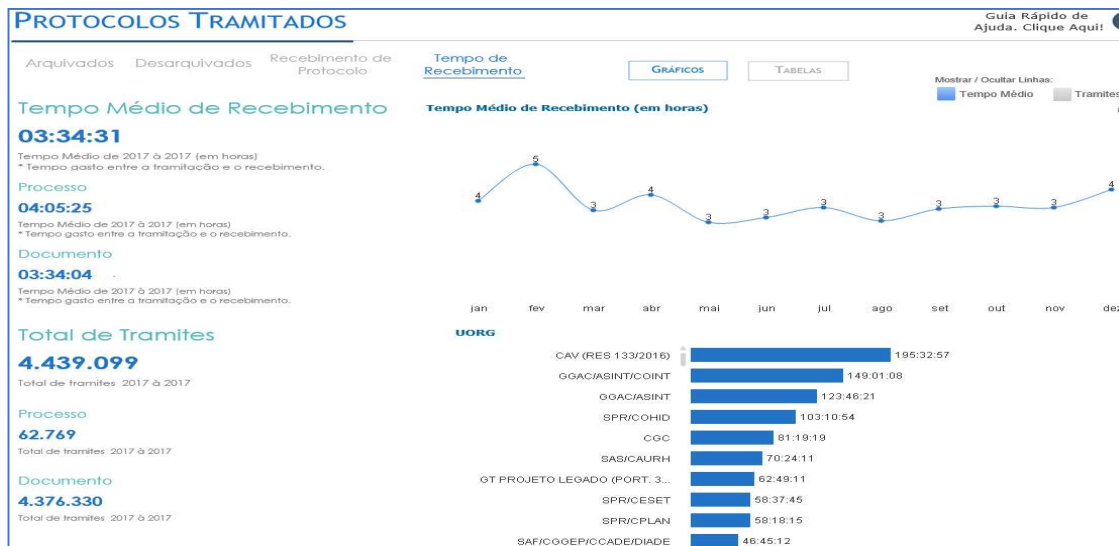 PROTOCOLOS TRAMITADOS
Guia Rápido de
Ajuda. Clique Aqui!
Arquivados
Desarquivados
Recebimento de
Protocolo
Tempo de
Recebimento
GRÁFICOS
TABELAS
Mostrar / Ocultar Linhas:
Tempo Médio
Tramites
Tempo Médio de Recebimento
03:34:31
Tempo Médio de 2017 à 2017 (em horas)
* Tempo gasto entre a tramitação e o recebimento.
Processo
04:05:25
Tempo Médio de 2017 à 2017 (em horas)
* Tempo gasto entre a tramitação e o recebimento.
Documento
03:34:04
Tempo Médio de 2017 à 2017 (em horas)
* Tempo gasto entre a tramitação e o recebimento.
Total de Tramites
4.439.099
Total de tramites 2017 à 2017
Processo
62.769
Total de tramites 2017 à 2017
Documento
4.376.330
Total de tramites 2017 à 2017
Tempo Médio de Recebimento (em horas)
4 5 3 4 3 3 3 3 3 3 3 4
jan fev mar abr mai jun jul ago set out nov dez
UORG
CAV (RES 133/2016) 195:32:57
GGAC/ASINT/COINT 149:01:08
GGAC/ASINT 123:46:21
SPR/COHID 103:10:54
CGC 81:19:19
SAS/CAURH 70:24:11
GT PROJETO LEGADO (PORT. 3... 62:49:11
SPR/CESET 58:37:45
SPR/CPLAN 58:18:15
SAF/CGGEP/CCADE/DIADE 46:45:12